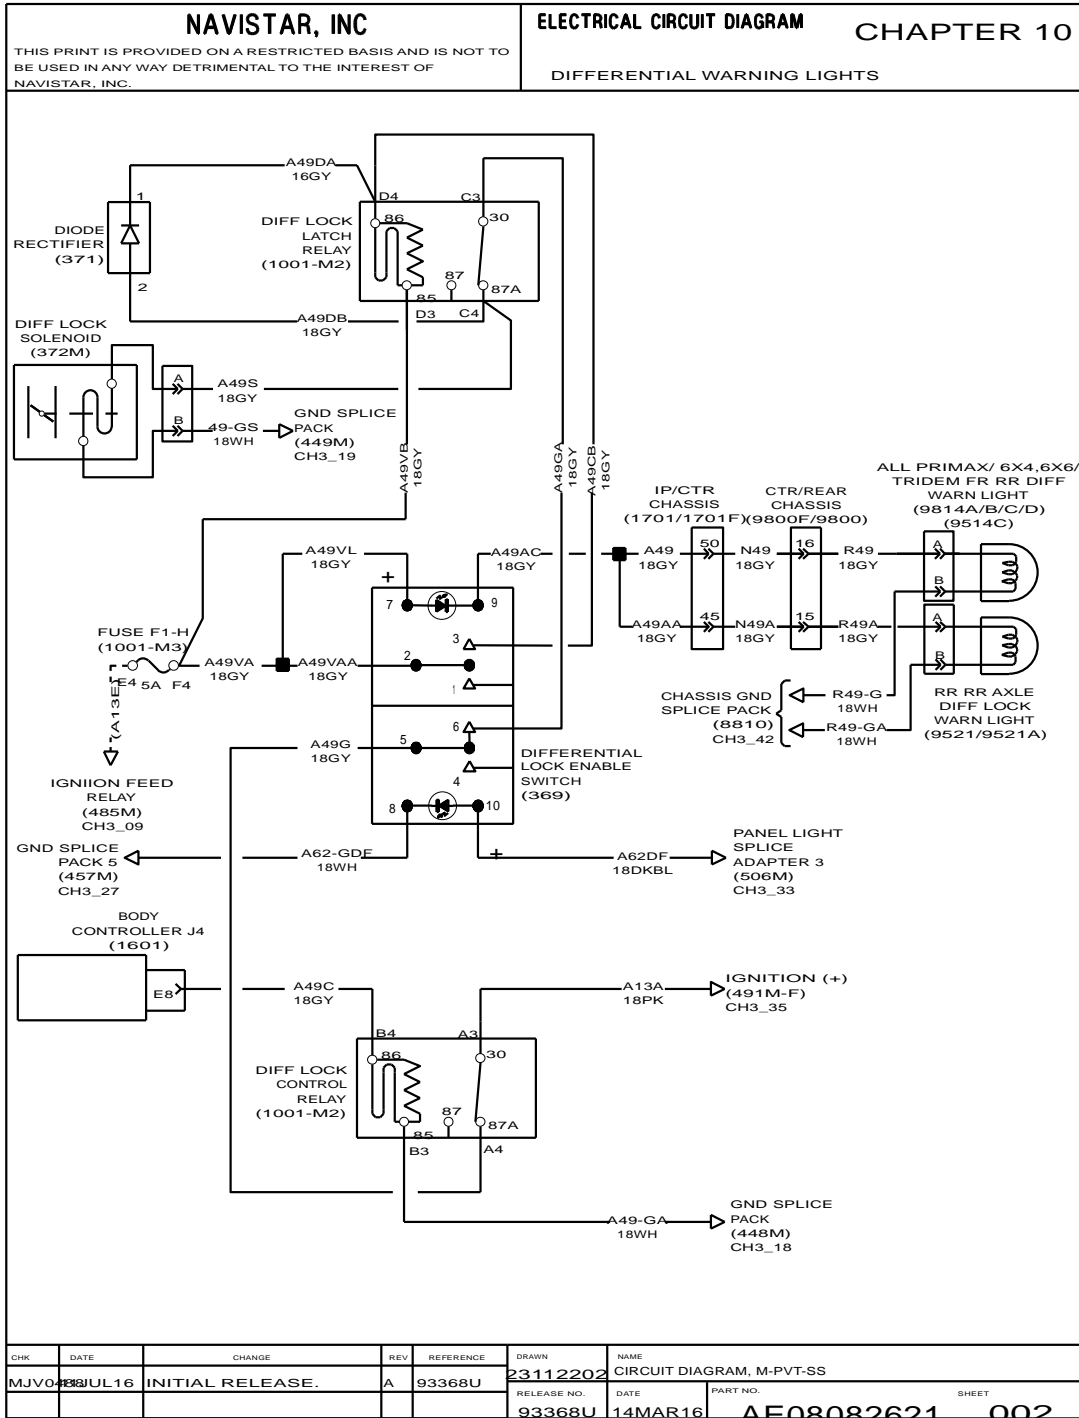 NAVISTAR, INC
THIS PRINT IS PROVIDED ON A RESTRICTED BASIS AND IS NOT TO
BE USED IN ANY WAY DETRIMENTAL TO THE INTEREST OF
NAVISTAR, INC.
ELECTRICAL CIRCUIT DIAGRAM
CHAPTER 10
DIFFERENTIAL WARNING LIGHTS
A49DA
16GY
1
D4
C3
DIODE
RECTIFIER
(371)
2
DIFF LOCK
LATCH
RELAY
(1001-M2)
86
30
87
87A
85
D3
C4
A49DB
18GY
DIFF LOCK
SOLENOID
(372M)
A
A49S
18GY
B
49-GS
18WH
GND SPLICE
PACK
(449M)
CH3_19
A49VB
18GY
A49GA
18GY
A49CB
18GY
ALL PRIMAX/ 6X4,6X6/
TRIDEM FR RR DIFF
WARN LIGHT
(9814A/B/C/D)
(9514C)
IP/CTR
CHASSIS
(1701/1701F)
CTR/REAR
CHASSIS
(9800F/9800)
A49VL
18GY
A49AC
18GY
A49
18GY
50
N49
18GY
16
R49
18GY
A
B
+
7
9
A49AA
18GY
45
N49A
18GY
15
R49A
18GY
A
B
FUSE F1-H
(1001-M3)
E4
5A
F4
A49VA
18GY
A49VAA
18GY
3
2
1
(A13E)
IGNIION FEED
RELAY
(485M)
CH3_09
A49G
18GY
6
5
4
DIFFERENTIAL
LOCK ENABLE
SWITCH
(369)
8
10
CHASSIS GND
SPLICE PACK
(8810)
CH3_42
R49-G
18WH
R49-GA
18WH
RR RR AXLE
DIFF LOCK
WARN LIGHT
(9521/9521A)
GND SPLICE
PACK 5
(457M)
CH3_27
A62-GDF
18WH
+
A62DF
18DKBL
PANEL LIGHT
SPLICE
ADAPTER 3
(506M)
CH3_33
BODY
CONTROLLER J4
(1601)
E8
A49C
18GY
A13A
18PK
IGNITION (+)
(491M-F)
CH3_35
B4
A3
DIFF LOCK
CONTROL
RELAY
(1001-M2)
86
30
87
87A
85
B3
A4
A49-GA
18WH
GND SPLICE
PACK
(448M)
CH3_18
CHK DATE CHANGE REV REFERENCE
INITIAL RELEASE. A 93368U
DRAWN
23112202
NAME
CIRCUIT DIAGRAM, M-PVT-SS
RELEASE NO. DATE PART NO. SHEET
93368U 14MAR16 AE08082621 002